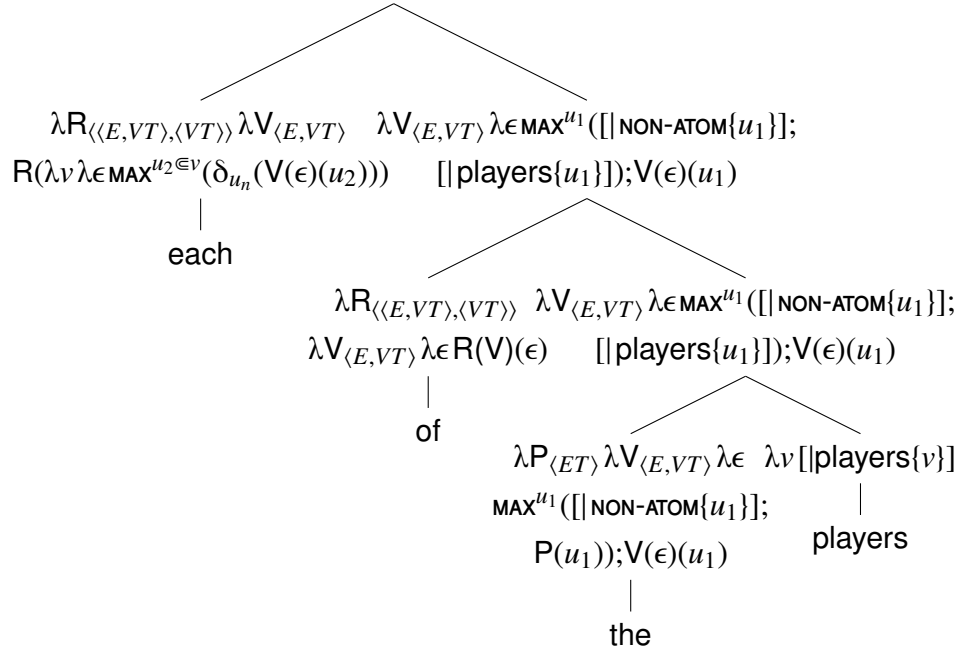 λR⟨⟨E,VT⟩,⟨VT⟩⟩ λV⟨E,VT⟩ λV⟨E,VT⟩ λϵ MAX^u₁([|NON-ATOM{u₁}];
R(λv λϵ MAX^u₂⋐v(δ_uₙ(V(ϵ)(u₂))) [|players{u₁}]);V(ϵ)(u₁)
each
λR⟨⟨E,VT⟩,⟨VT⟩⟩ λV⟨E,VT⟩ λϵ MAX^u₁([|NON-ATOM{u₁}];
λV⟨E,VT⟩ λϵ R(V)(ϵ) [|players{u₁}]);V(ϵ)(u₁)
of
λP⟨ET⟩ λV⟨E,VT⟩ λϵ λv [|players{v}]
MAX^u₁([|NON-ATOM{u₁}];
P(u₁));V(ϵ)(u₁) players
the